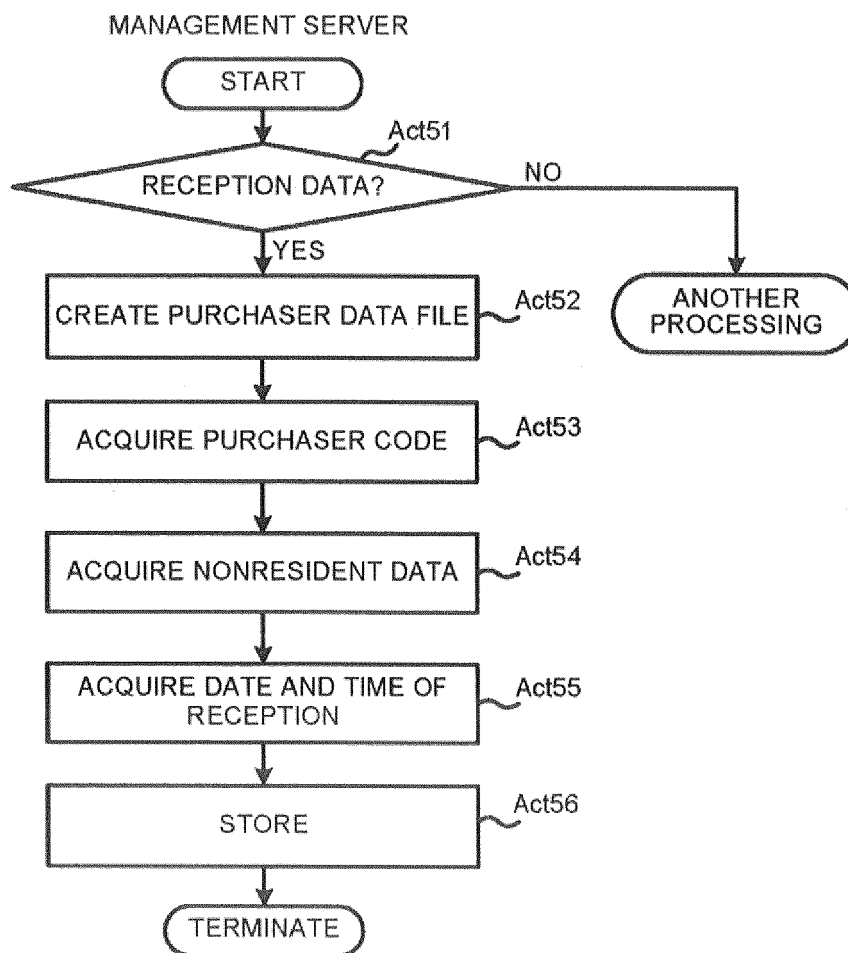 MANAGEMENT SERVER
START
Act51
RECEPTION DATA?
NO
YES
CREATE PURCHASER DATA FILE
Act52
ANOTHER
PROCESSING
ACQUIRE PURCHASER CODE
Act53
ACQUIRE NONRESIDENT DATA
Act54
ACQUIRE DATE AND TIME OF
RECEPTION
Act55
STORE
Act56
TERMINATE